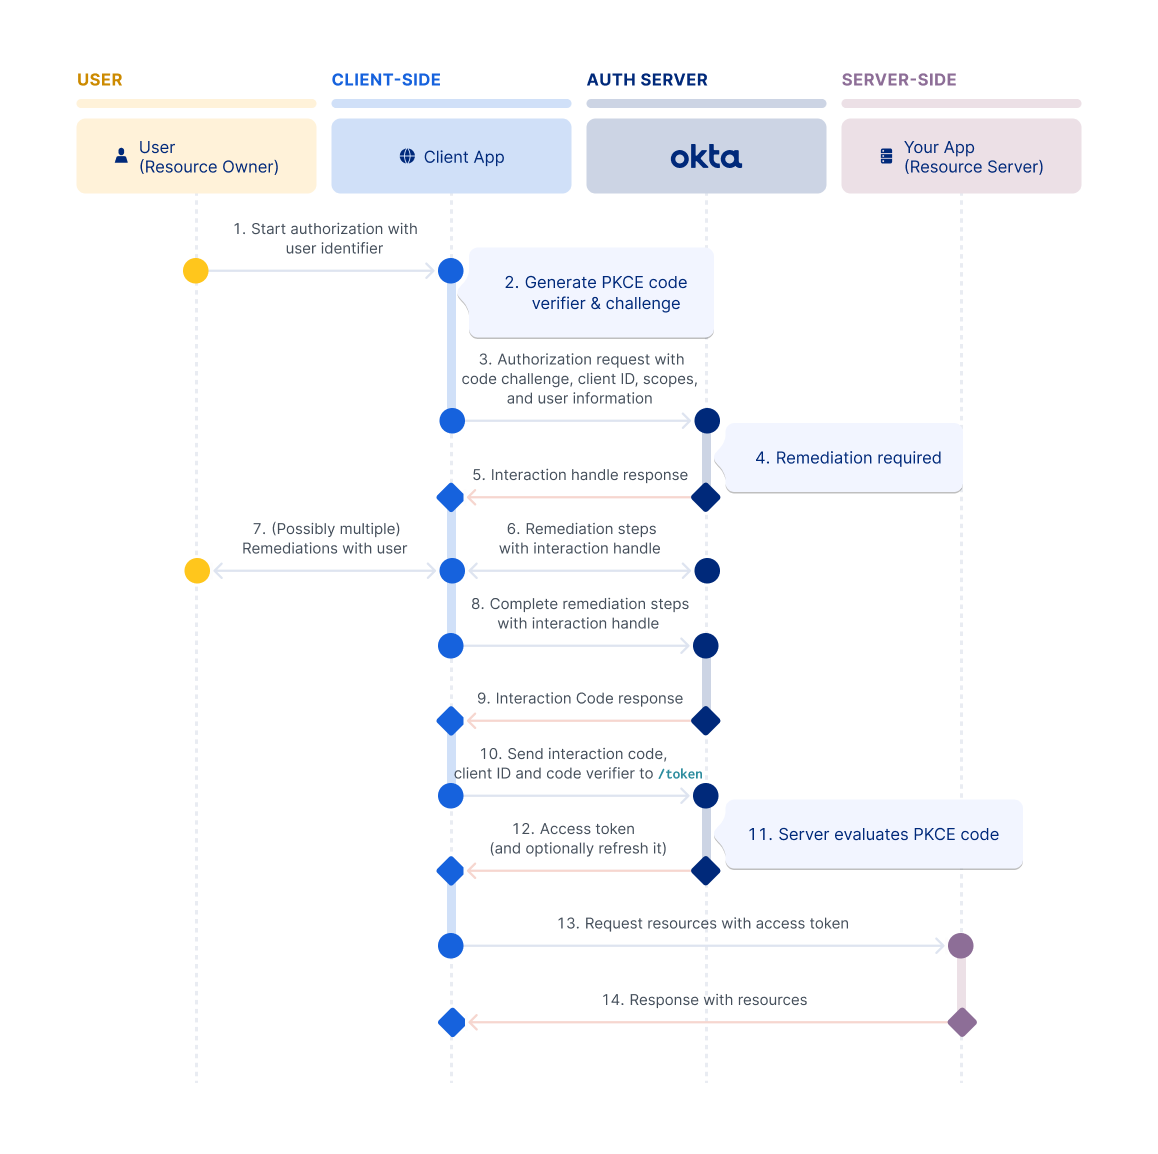 USER
CLIENT-SIDE
AUTH SERVER
SERVER-SIDE
User
(Resource Owner)
Client App
okta
Your App
(Resource Server)
1. Start authorization with
user identifier
2. Generate PKCE code
verifier & challenge
3. Authorization request with
code challenge, client ID, scopes,
and user information
4. Remediation required
5. Interaction handle response
7. (Possibly multiple)
Remediations with user
6. Remediation steps
with interaction handle
8. Complete remediation steps
with interaction handle
9. Interaction Code response
10. Send interaction code,
client ID and code verifier to /token
11. Server evaluates PKCE code
12. Access token
(and optionally refresh it)
13. Request resources with access token
14. Response with resources